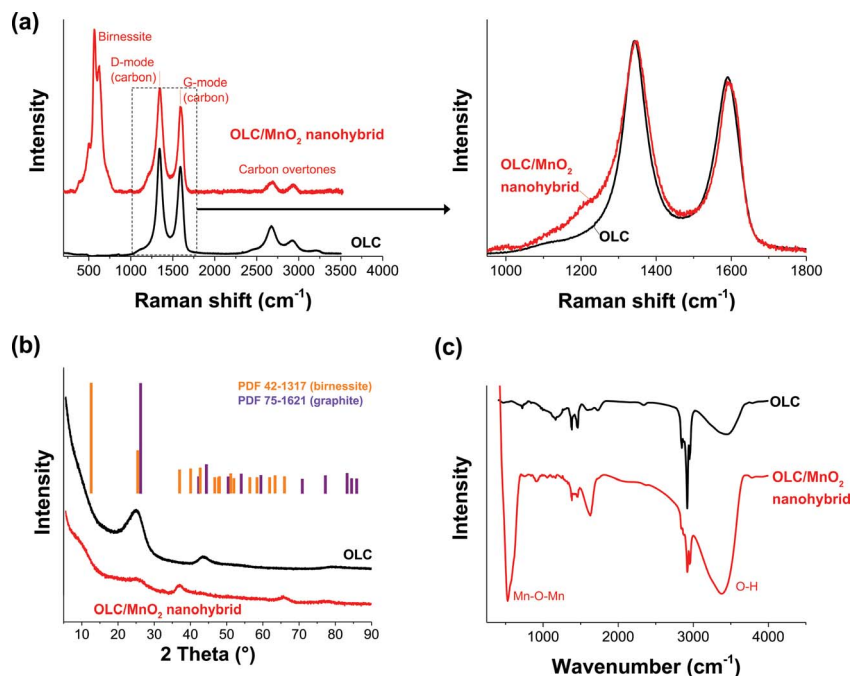 (a)
Birnessite
D-mode
(carbon)
G-mode
(carbon)
OLC/MnO₂ nanohybrid
Carbon overtones
OLC
Intensity
500 1000 1500 2000 2500 3000 3500 4000
Raman shift (cm⁻¹)
OLC/MnO₂
nanohybrid
OLC
Intensity
1000 1200 1400 1600 1800
Raman shift (cm⁻¹)
(b)
PDF 42-1317 (birnessite)
PDF 75-1621 (graphite)
OLC
OLC/MnO₂ nanohybrid
Intensity
10 20 30 40 50 60 70 80 90
2 Theta (°)
(c)
OLC
OLC/MnO₂
nanohybrid
Mn-O-Mn
O-H
Intensity
1000 2000 3000 4000
Wavenumber (cm⁻¹)